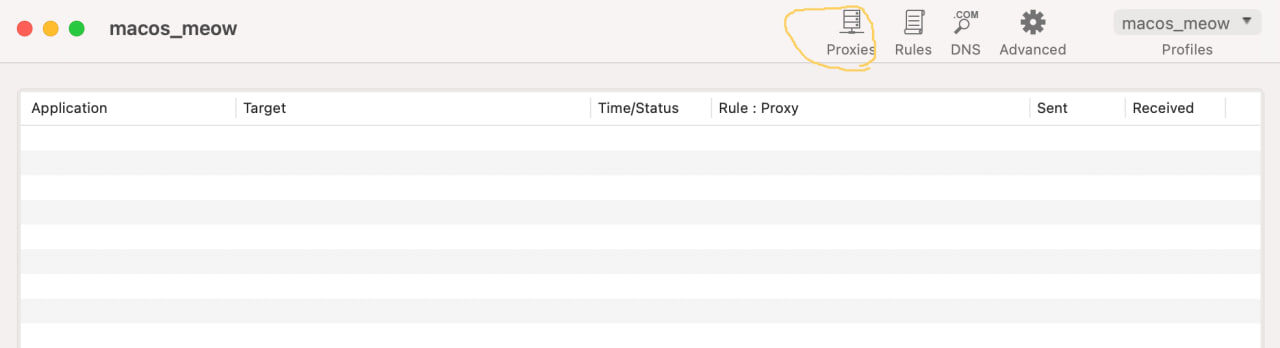 macos_meow
.COM
Proxies Rules DNS Advanced
macos_meow
Profiles
Application Target Time/Status Rule : Proxy Sent Received